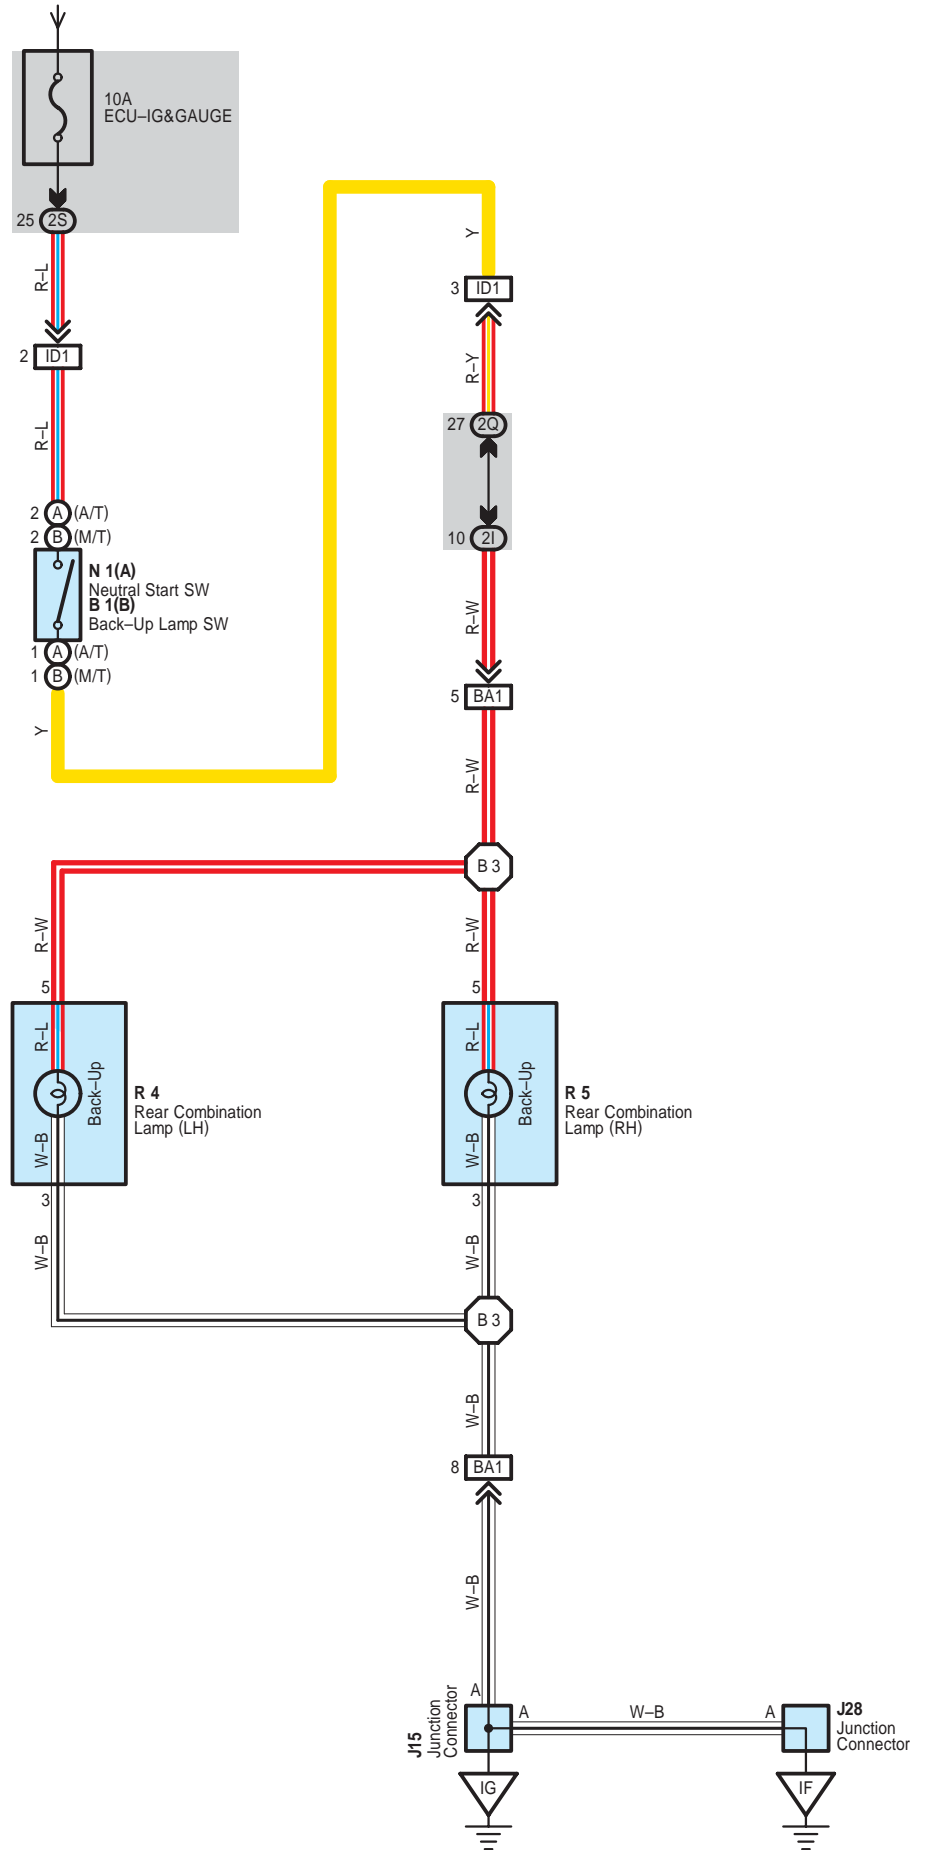 10A
ECU–IG&GAUGE
25 2S
R–L
Y
3 ID1
2 ID1
R–Y
R–L
27 2Q
2 A (A/T)
2 B (M/T)
10 2I
N 1(A)
Neutral Start SW
B 1(B)
Back–Up Lamp SW
R–W
1 A (A/T)
1 B (M/T)
5 BA1
Y
R–W
B 3
R–W
R–W
5
5
R–L
Back–Up
R 4
Rear Combination
Lamp (LH)
W–B
R–L
Back–Up
R 5
Rear Combination
Lamp (RH)
W–B
3
3
W–B
W–B
B 3
W–B
8 BA1
W–B
A
J15
Junction
Connector
A
W–B
A
J28
Junction
Connector
IG
IF